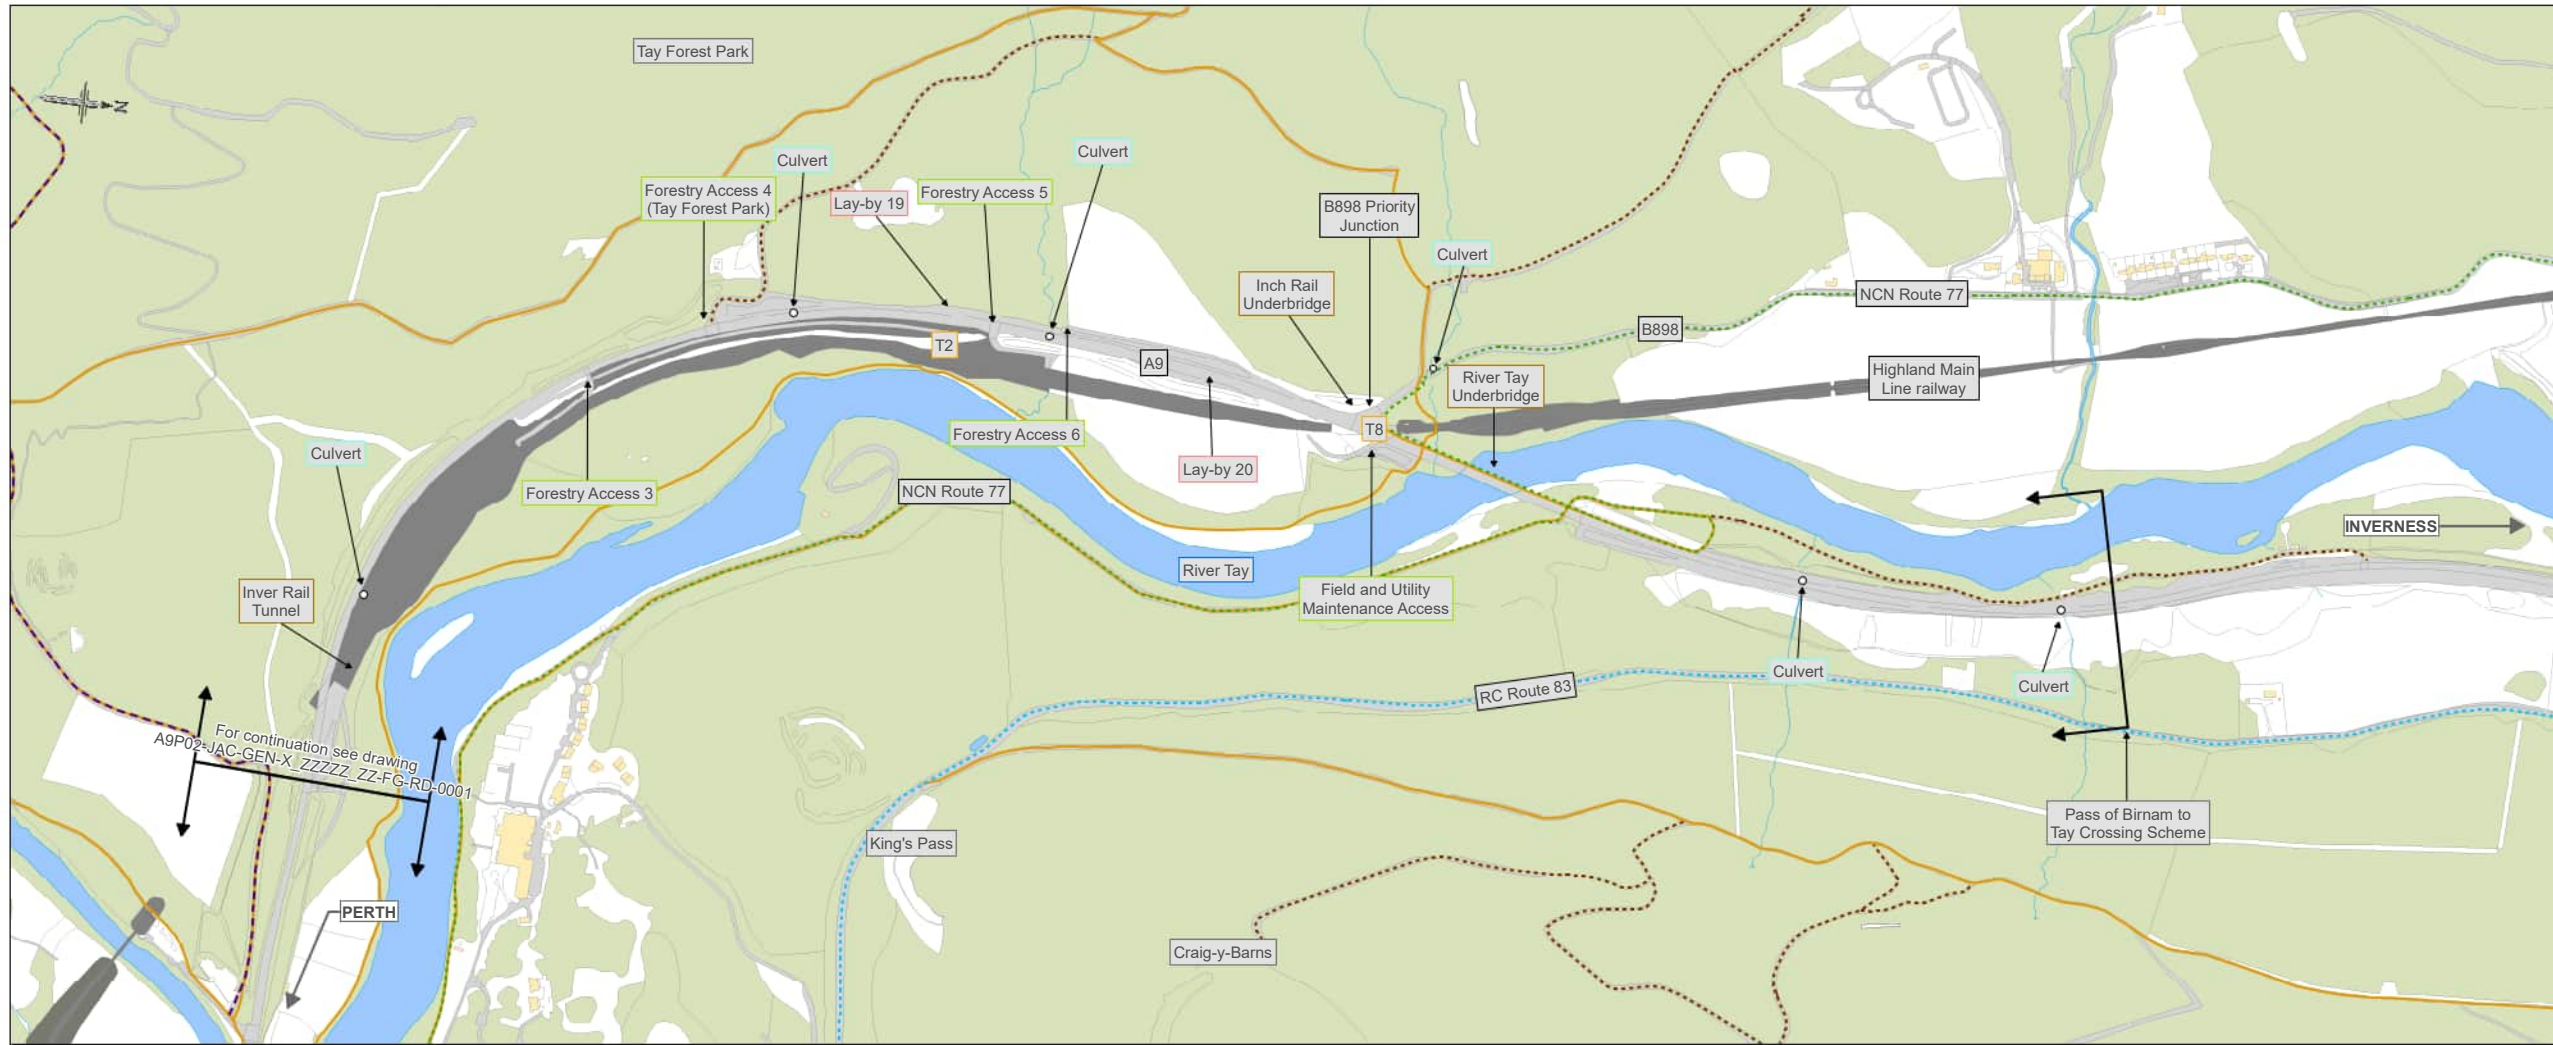 Tay Forest Park
N
Culvert
Culvert
Forestry Access 4
(Tay Forest Park)
Lay-by 19
Forestry Access 5
B898 Priority
Junction
Culvert
Inch Rail
Underbridge
NCN Route 77
B898
T2
A9
Highland Main
Line railway
River Tay
Underbridge
T8
Forestry Access 6
Culvert
Lay-by 20
Forestry Access 3
NCN Route 77
INVERNESS
River Tay
Inver Rail
Tunnel
Field and Utility
Maintenance Access
Culvert
Culvert
RC Route 83
For continuation see drawing
A9P02-JAC-GEN-X_ZZZZZ_ZZ-FG-RD-0001
Pass of Birnam to
Tay Crossing Scheme
King's Pass
PERTH
Craig-y-Barns